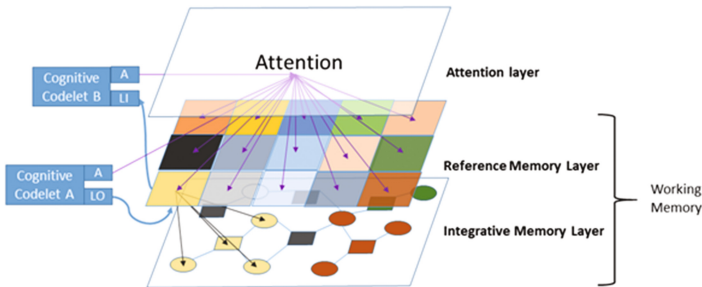 Attention
Attention layer
Cognitive
Codelet B
A
LI
Cognitive
Codelet A
A
LO
Reference Memory Layer
Integrative Memory Layer
Working
Memory